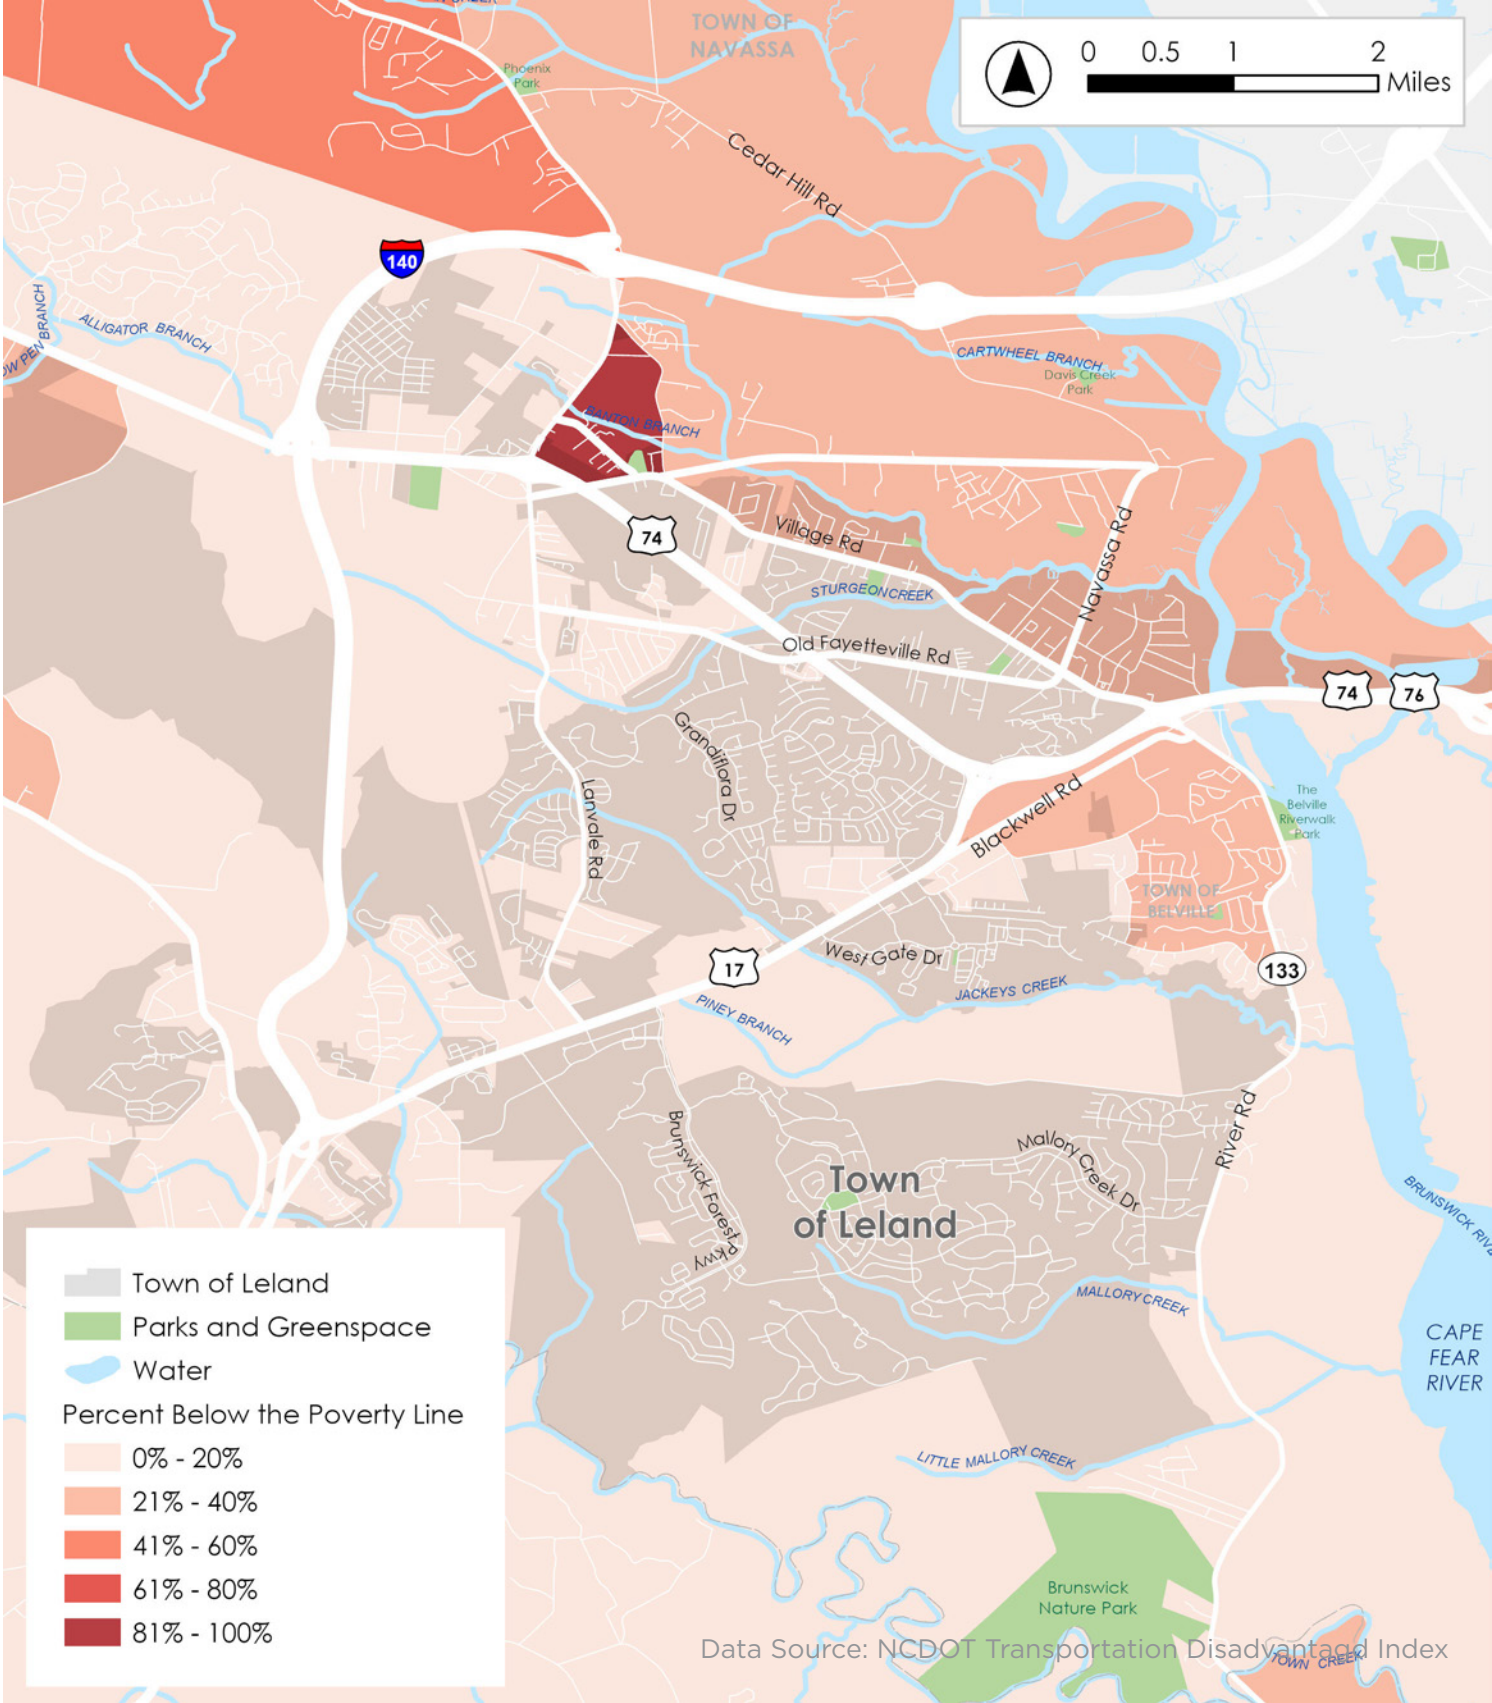 TOWN OF
NAVASSA
0 0.5 1 2
Miles
Phoenix
Park
Cedar Hill Rd
140
ALLIGATOR BRANCH
OW PEN BRANCH
CARTWHEEL BRANCH
Davis Creek
Park
BANTON BRANCH
74
Village Rd
Navassa Rd
STURGEON CREEK
Old Fayetteville Rd
74
76
Grandiflora Dr
Lanvale Rd
Blackwell Rd
The
Belville
Riverwalk
Park
TOWN OF
BELVILLE
17
West Gate Dr
133
JACKEYS CREEK
PINEY BRANCH
River Rd
Brunswick Forest Pkwy
Mallory Creek Dr
Town
of Leland
BRUNSWICK RIVE
MALLORY CREEK
CAPE
FEAR
RIVER
LITTLE MALLORY CREEK
Brunswick
Nature Park
TOWN CREEK
Town of Leland
Parks and Greenspace
Water
Percent Below the Poverty Line
0% - 20%
21% - 40%
41% - 60%
61% - 80%
81% - 100%
Data Source: NCDOT Transportation Disadvantagd Index